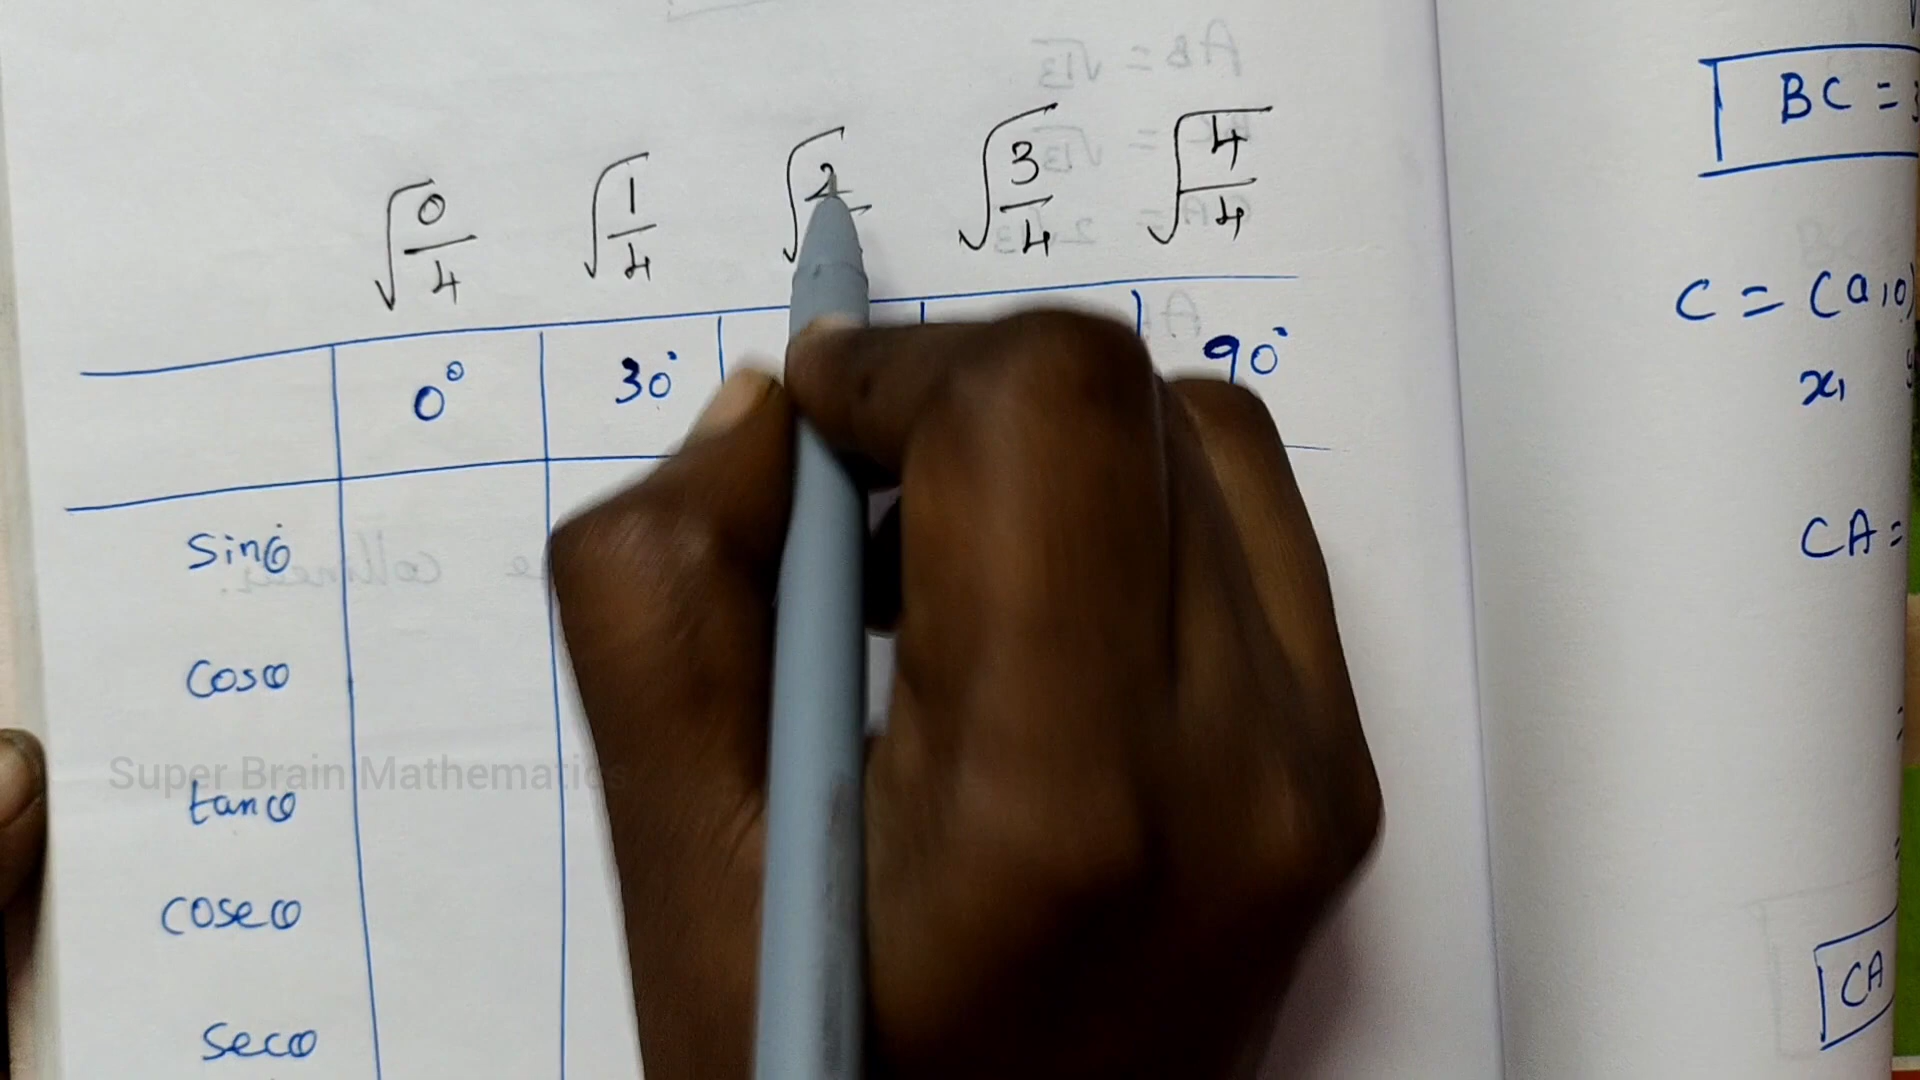 √0/4 √1/4 √2 √3/4 √4/4
0° 30° 90°
Sinθ
Cosθ
tanθ
Cosecθ
Secθ
Super Brain Mathematics
BC =
C = (a,0)
x₁
CA =
CA